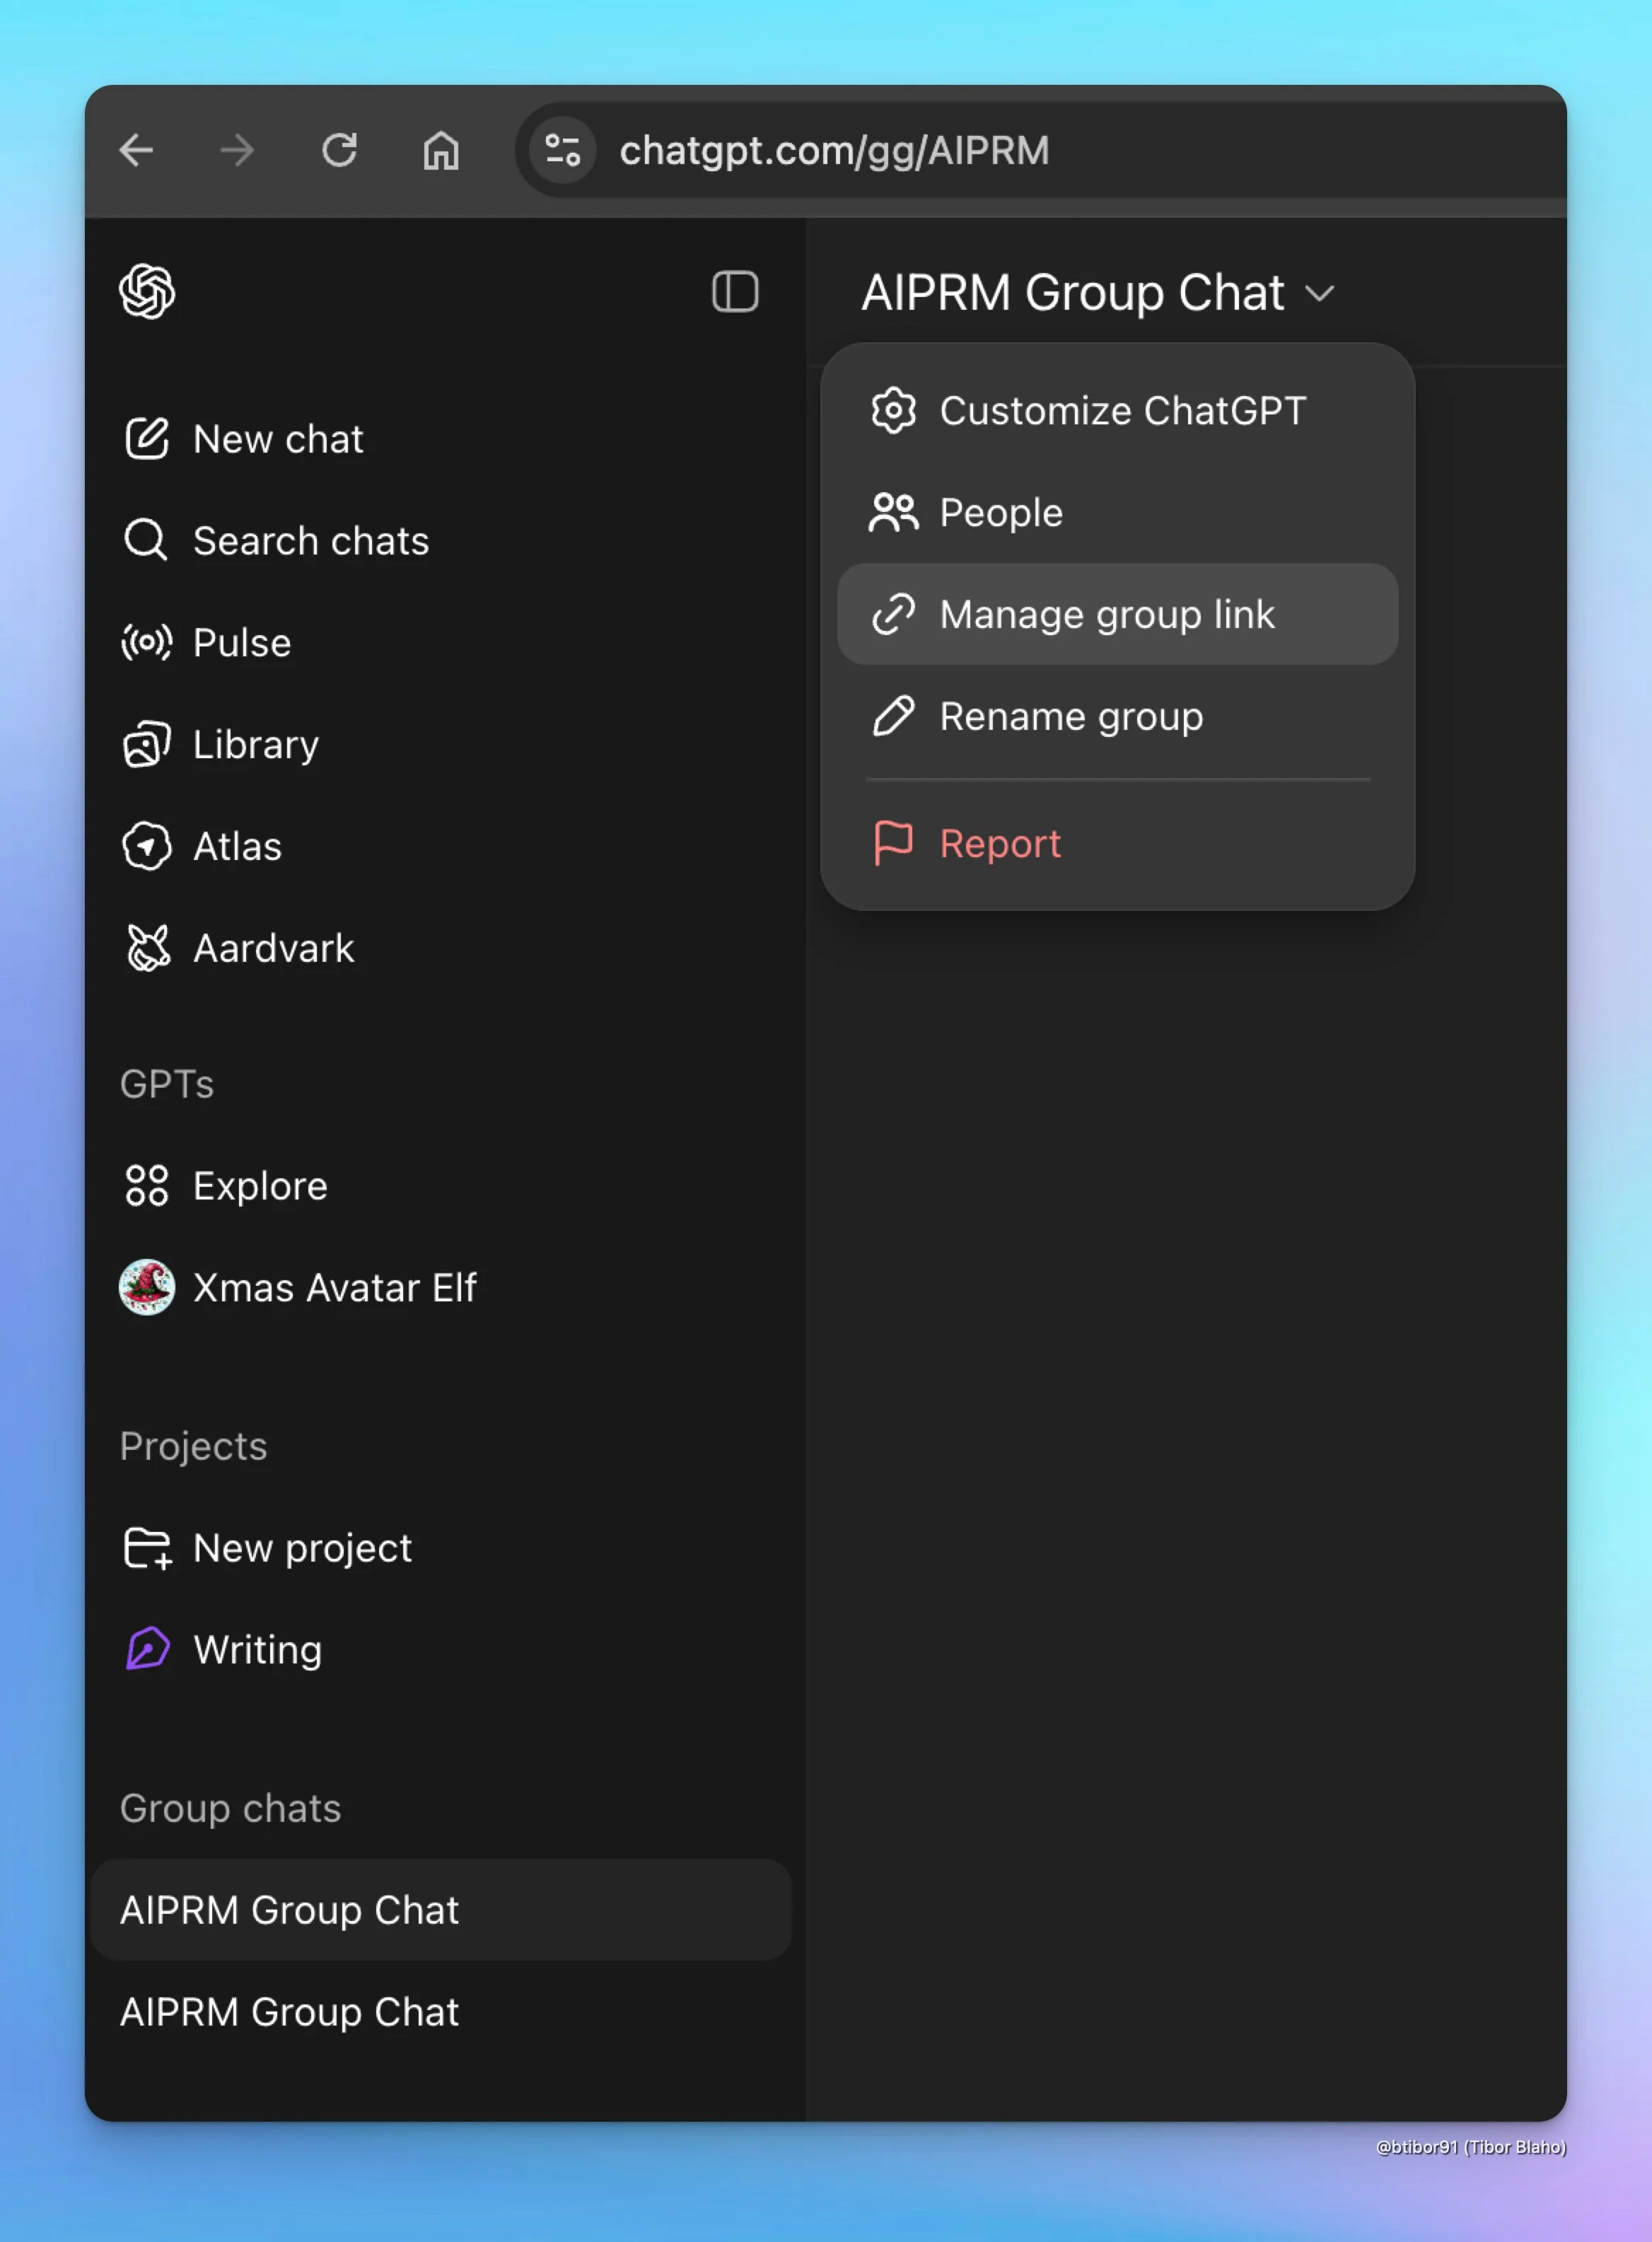 chatgpt.com/gg/AIPRM
New chat
Search chats
Pulse
Library
Atlas
Aardvark
GPTs
Explore
Xmas Avatar Elf
Projects
New project
Writing
Group chats
AIPRM Group Chat
AIPRM Group Chat
AIPRM Group Chat
Customize ChatGPT
People
Manage group link
Rename group
Report
@btibor91 (Tibor Blaho)